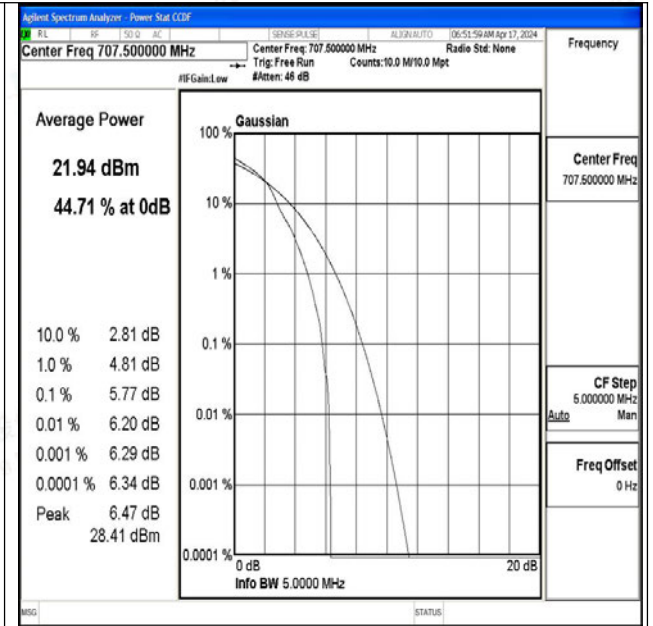 Agilent Spectrum Analyzer - Power Stat CCDF
RL RF 50 Ω AC SENSE:PULSE ALIGN AUTO 06:51:59 AM Apr 17, 2024
Center Freq 707.500000 MHz
Center Freq: 707.500000 MHz Radio Std: None
Trig: Free Run Counts:10.0 M/10.0 Mpt
#IFGain:Low #Atten: 46 dB
Frequency
Average Power
21.94 dBm
44.71 % at 0dB
10.0 % 2.81 dB
1.0 % 4.81 dB
0.1 % 5.77 dB
0.01 % 6.20 dB
0.001 % 6.29 dB
0.0001 % 6.34 dB
Peak 6.47 dB
28.41 dBm
Gaussian
100 %
10 %
1 %
0.1 %
0.01 %
0.001 %
0.0001 %
0 dB 20 dB
Info BW 5.0000 MHz
Center Freq
707.500000 MHz
CF Step
5.000000 MHz
Auto Man
Freq Offset
0 Hz
MSG STATUS